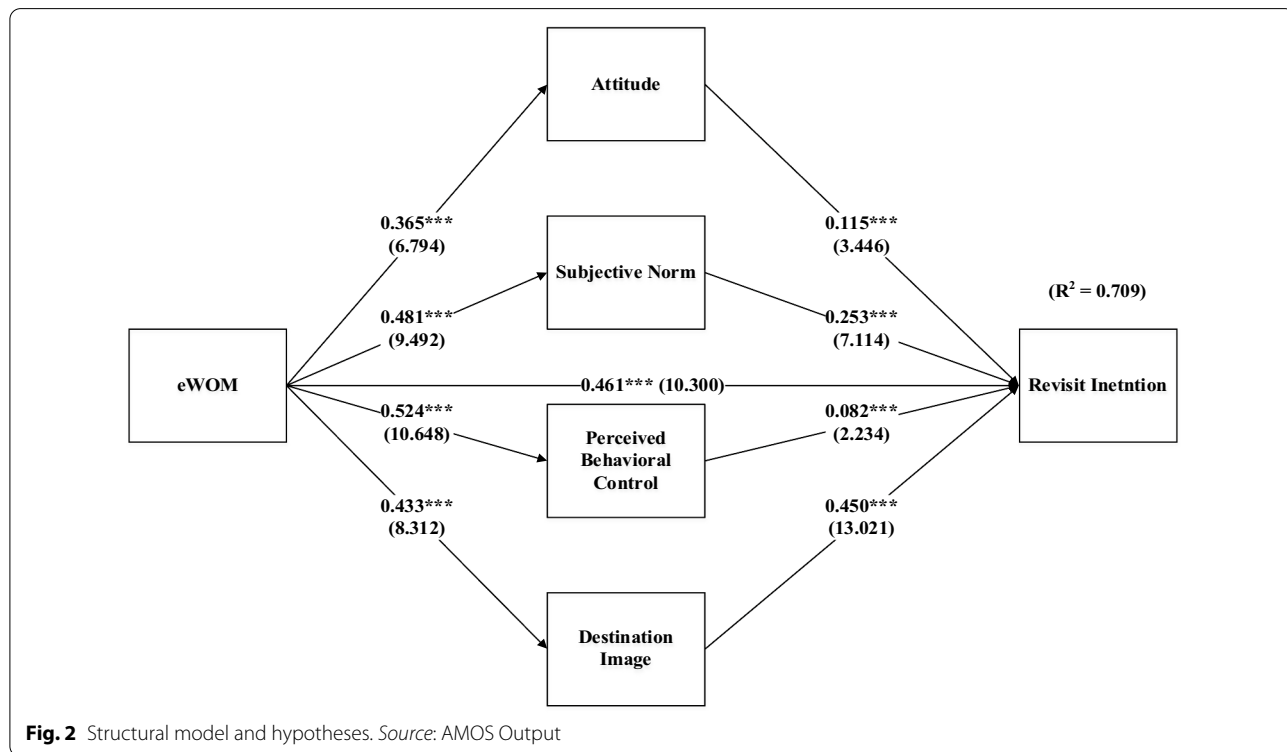 Attitude
0.365***
(6.794)
0.115***
(3.446)
Subjective Norm
(R² = 0.709)
0.481***
(9.492)
0.253***
(7.114)
eWOM
0.461*** (10.300)
Revisit Inetntion
0.524***
(10.648)
Perceived
Behavioral
Control
0.082***
(2.234)
0.433***
(8.312)
0.450***
(13.021)
Destination
Image
Fig. 2 Structural model and hypotheses. Source: AMOS Output